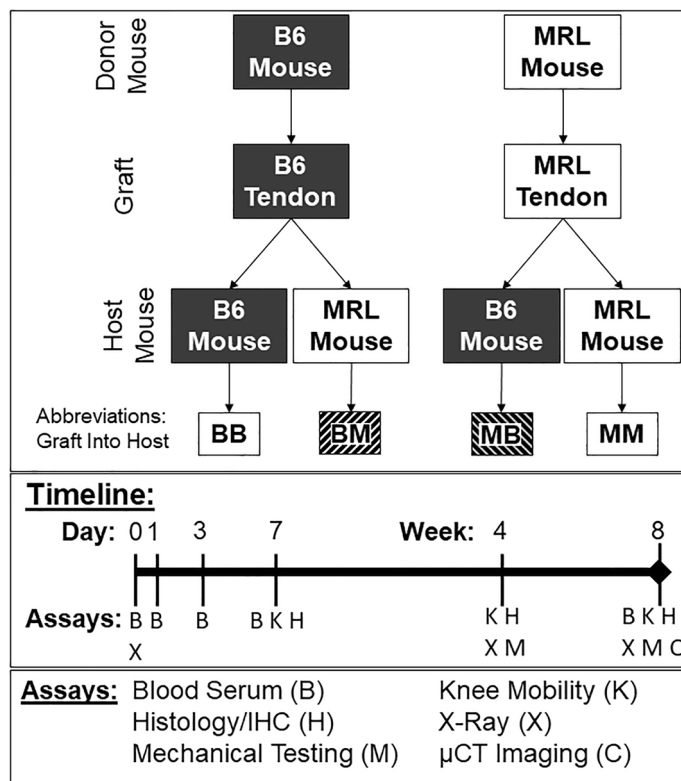 Donor Mouse
B6 Mouse
MRL Mouse
Graft
B6 Tendon
MRL Tendon
Host Mouse
B6 Mouse
MRL Mouse
B6 Mouse
MRL Mouse
Abbreviations:
Graft Into Host
BB
BM
MB
MM
Timeline:
Day: 0 1 3 7 Week: 4 8
Assays: B B B B K H K H B K H
X X M X M C
Assays: Blood Serum (B) Knee Mobility (K)
Histology/IHC (H) X-Ray (X)
Mechanical Testing (M) µCT Imaging (C)